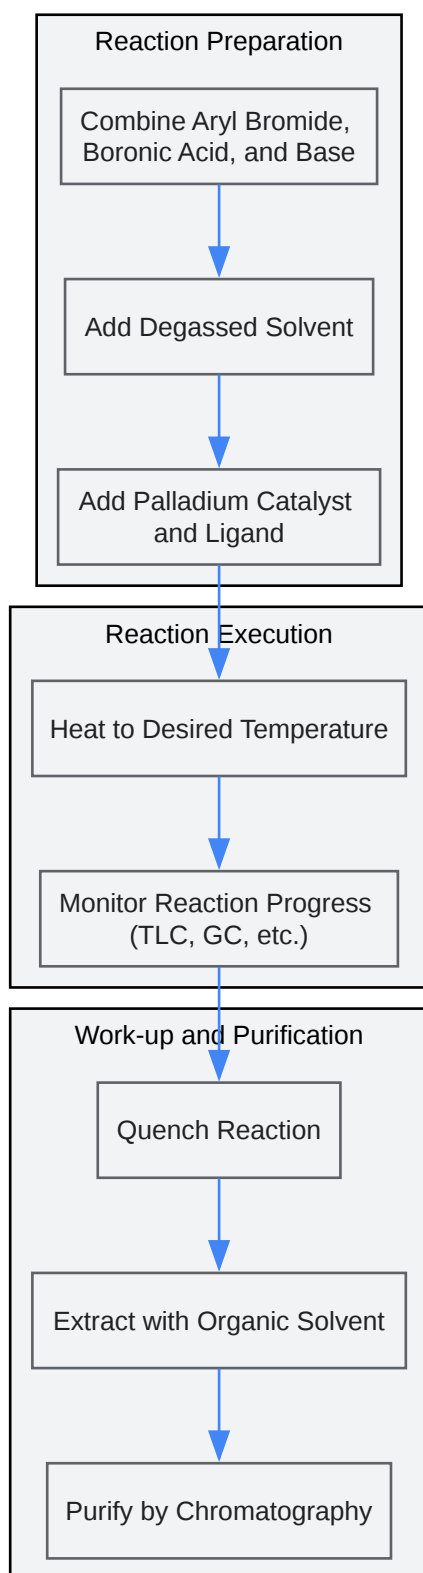 Reaction Preparation
Combine Aryl Bromide,
Boronic Acid, and Base
Add Degassed Solvent
Add Palladium Catalyst
and Ligand
Reaction Execution
Heat to Desired Temperature
Monitor Reaction Progress
(TLC, GC, etc.)
Work-up and Purification
Quench Reaction
Extract with Organic Solvent
Purify by Chromatography